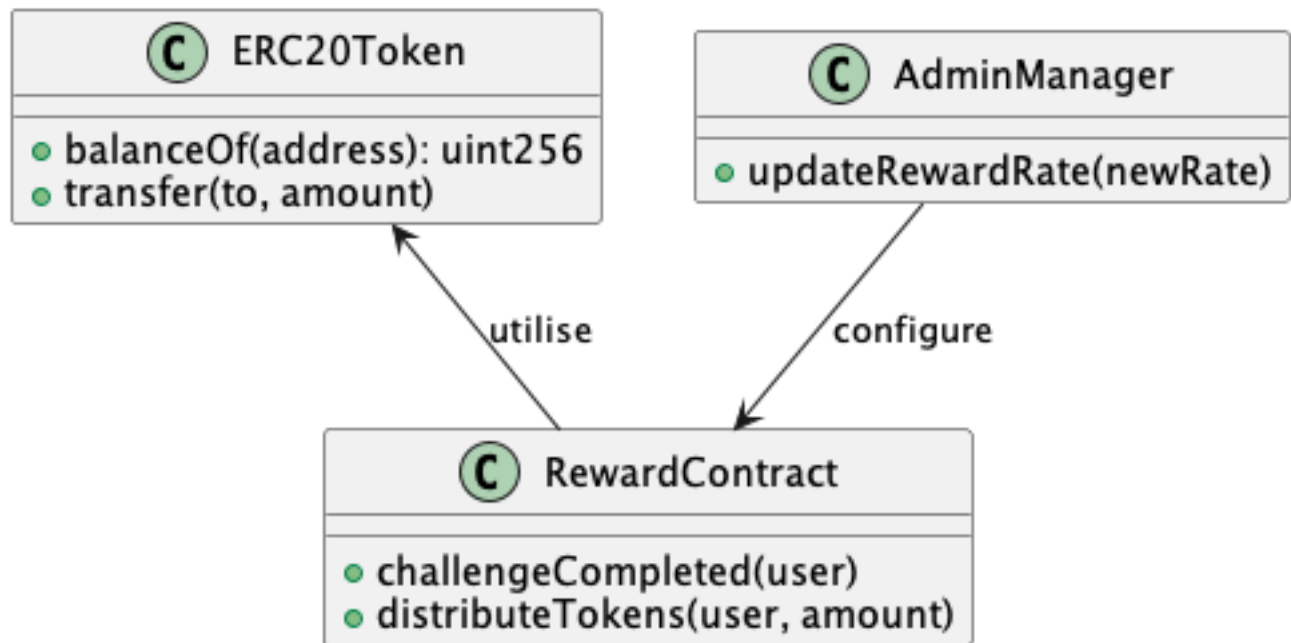 C ERC20Token
balanceOf(address): uint256
transfer(to, amount)
C AdminManager
updateRewardRate(newRate)
utilise
configure
C RewardContract
challengeCompleted(user)
distributeTokens(user, amount)